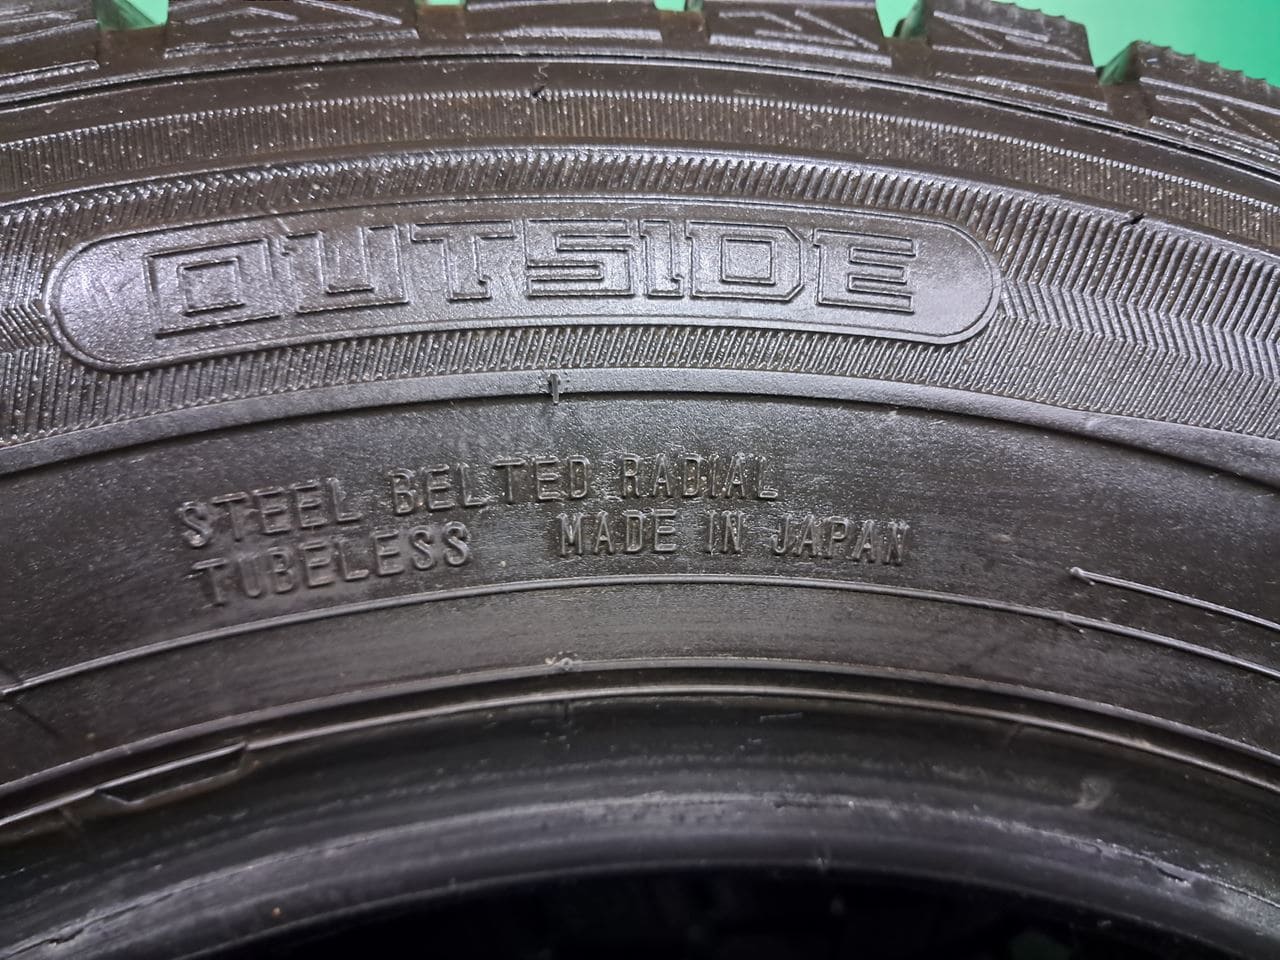 OUTSIDE
STEEL BELTED RADIAL
TUBELESS MADE IN JAPAN